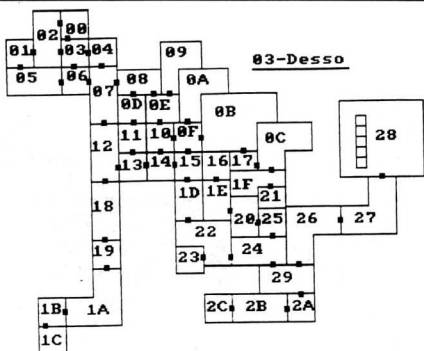 00
02
09
01 03 04
03-Desso
05 06 07 08 0A
0D 0E 0B
28
12 11 10 0F 0C
13 14 15 16 17
1D 1E 1F
21
18 20 25 26 27
22
19 23 24
29
1B 1A 2C 2B 2A
1C